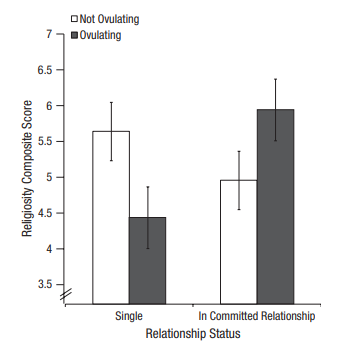 Not Ovulating
Ovulating
7
6.5
6
5.5
5
4.5
4
3.5
Religiosity Composite Score
Single
In Committed Relationship
Relationship Status